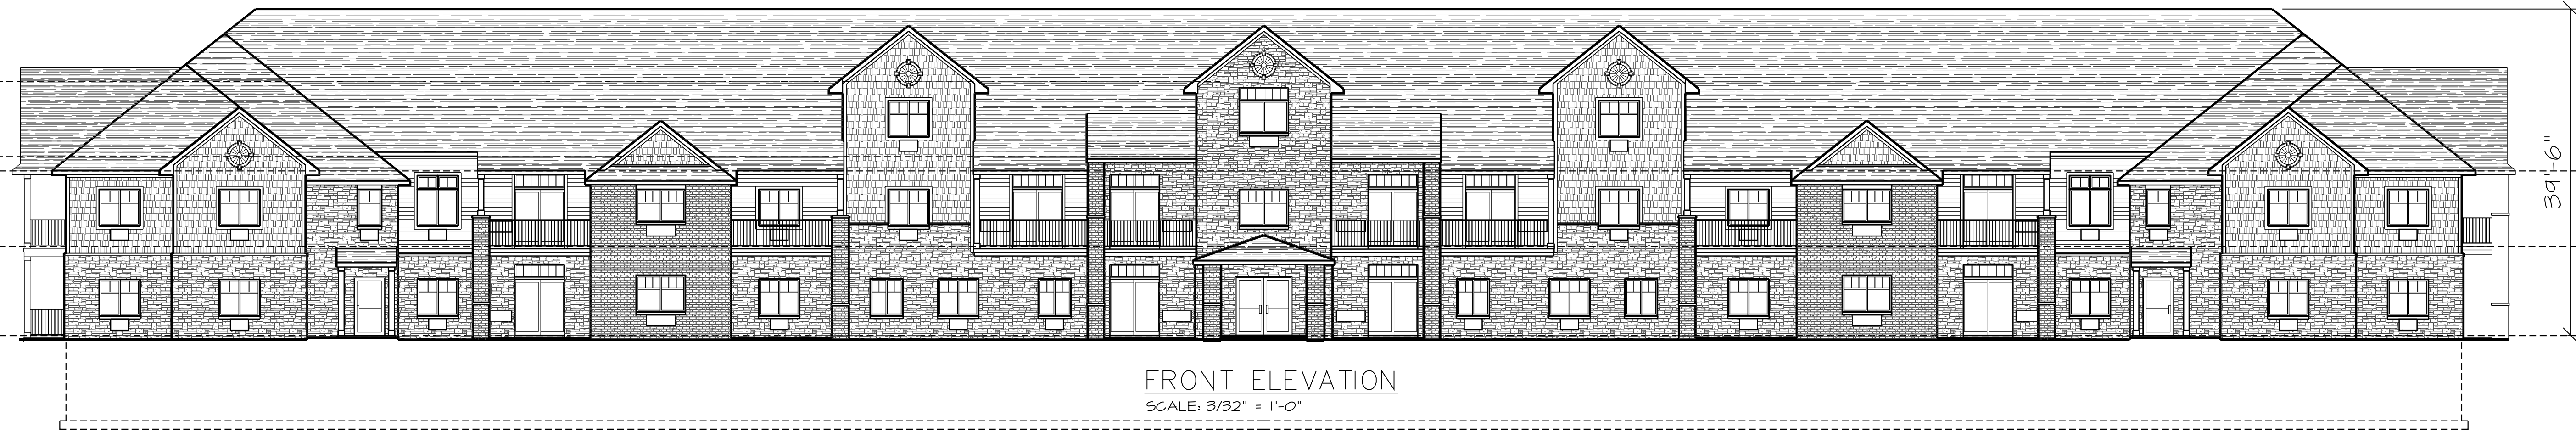 39'-6"
FRONT ELEVATION
SCALE: 3/32" = 1'-0"